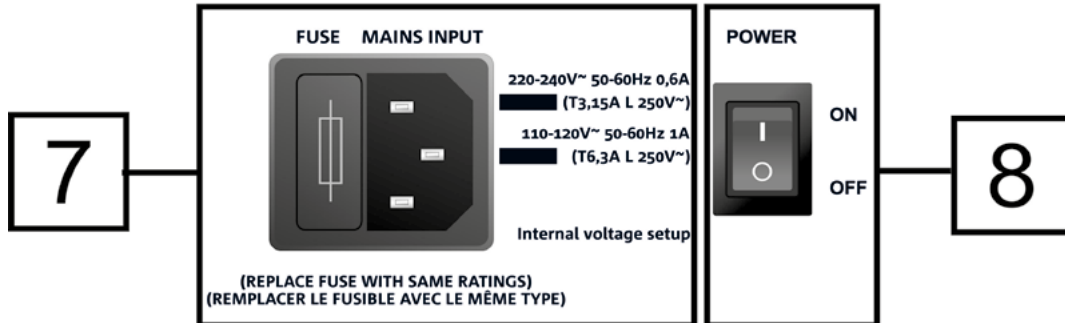 7
FUSE MAINS INPUT
220-240V~ 50-60Hz 0,6A
(T3,15A L 250V~)
110-120V~ 50-60Hz 1A
(T6,3A L 250V~)
Internal voltage setup
(REPLACE FUSE WITH SAME RATINGS)
(REMPLACER LE FUSIBLE AVEC LE MÊME TYPE)
POWER
ON
I
O
OFF
8